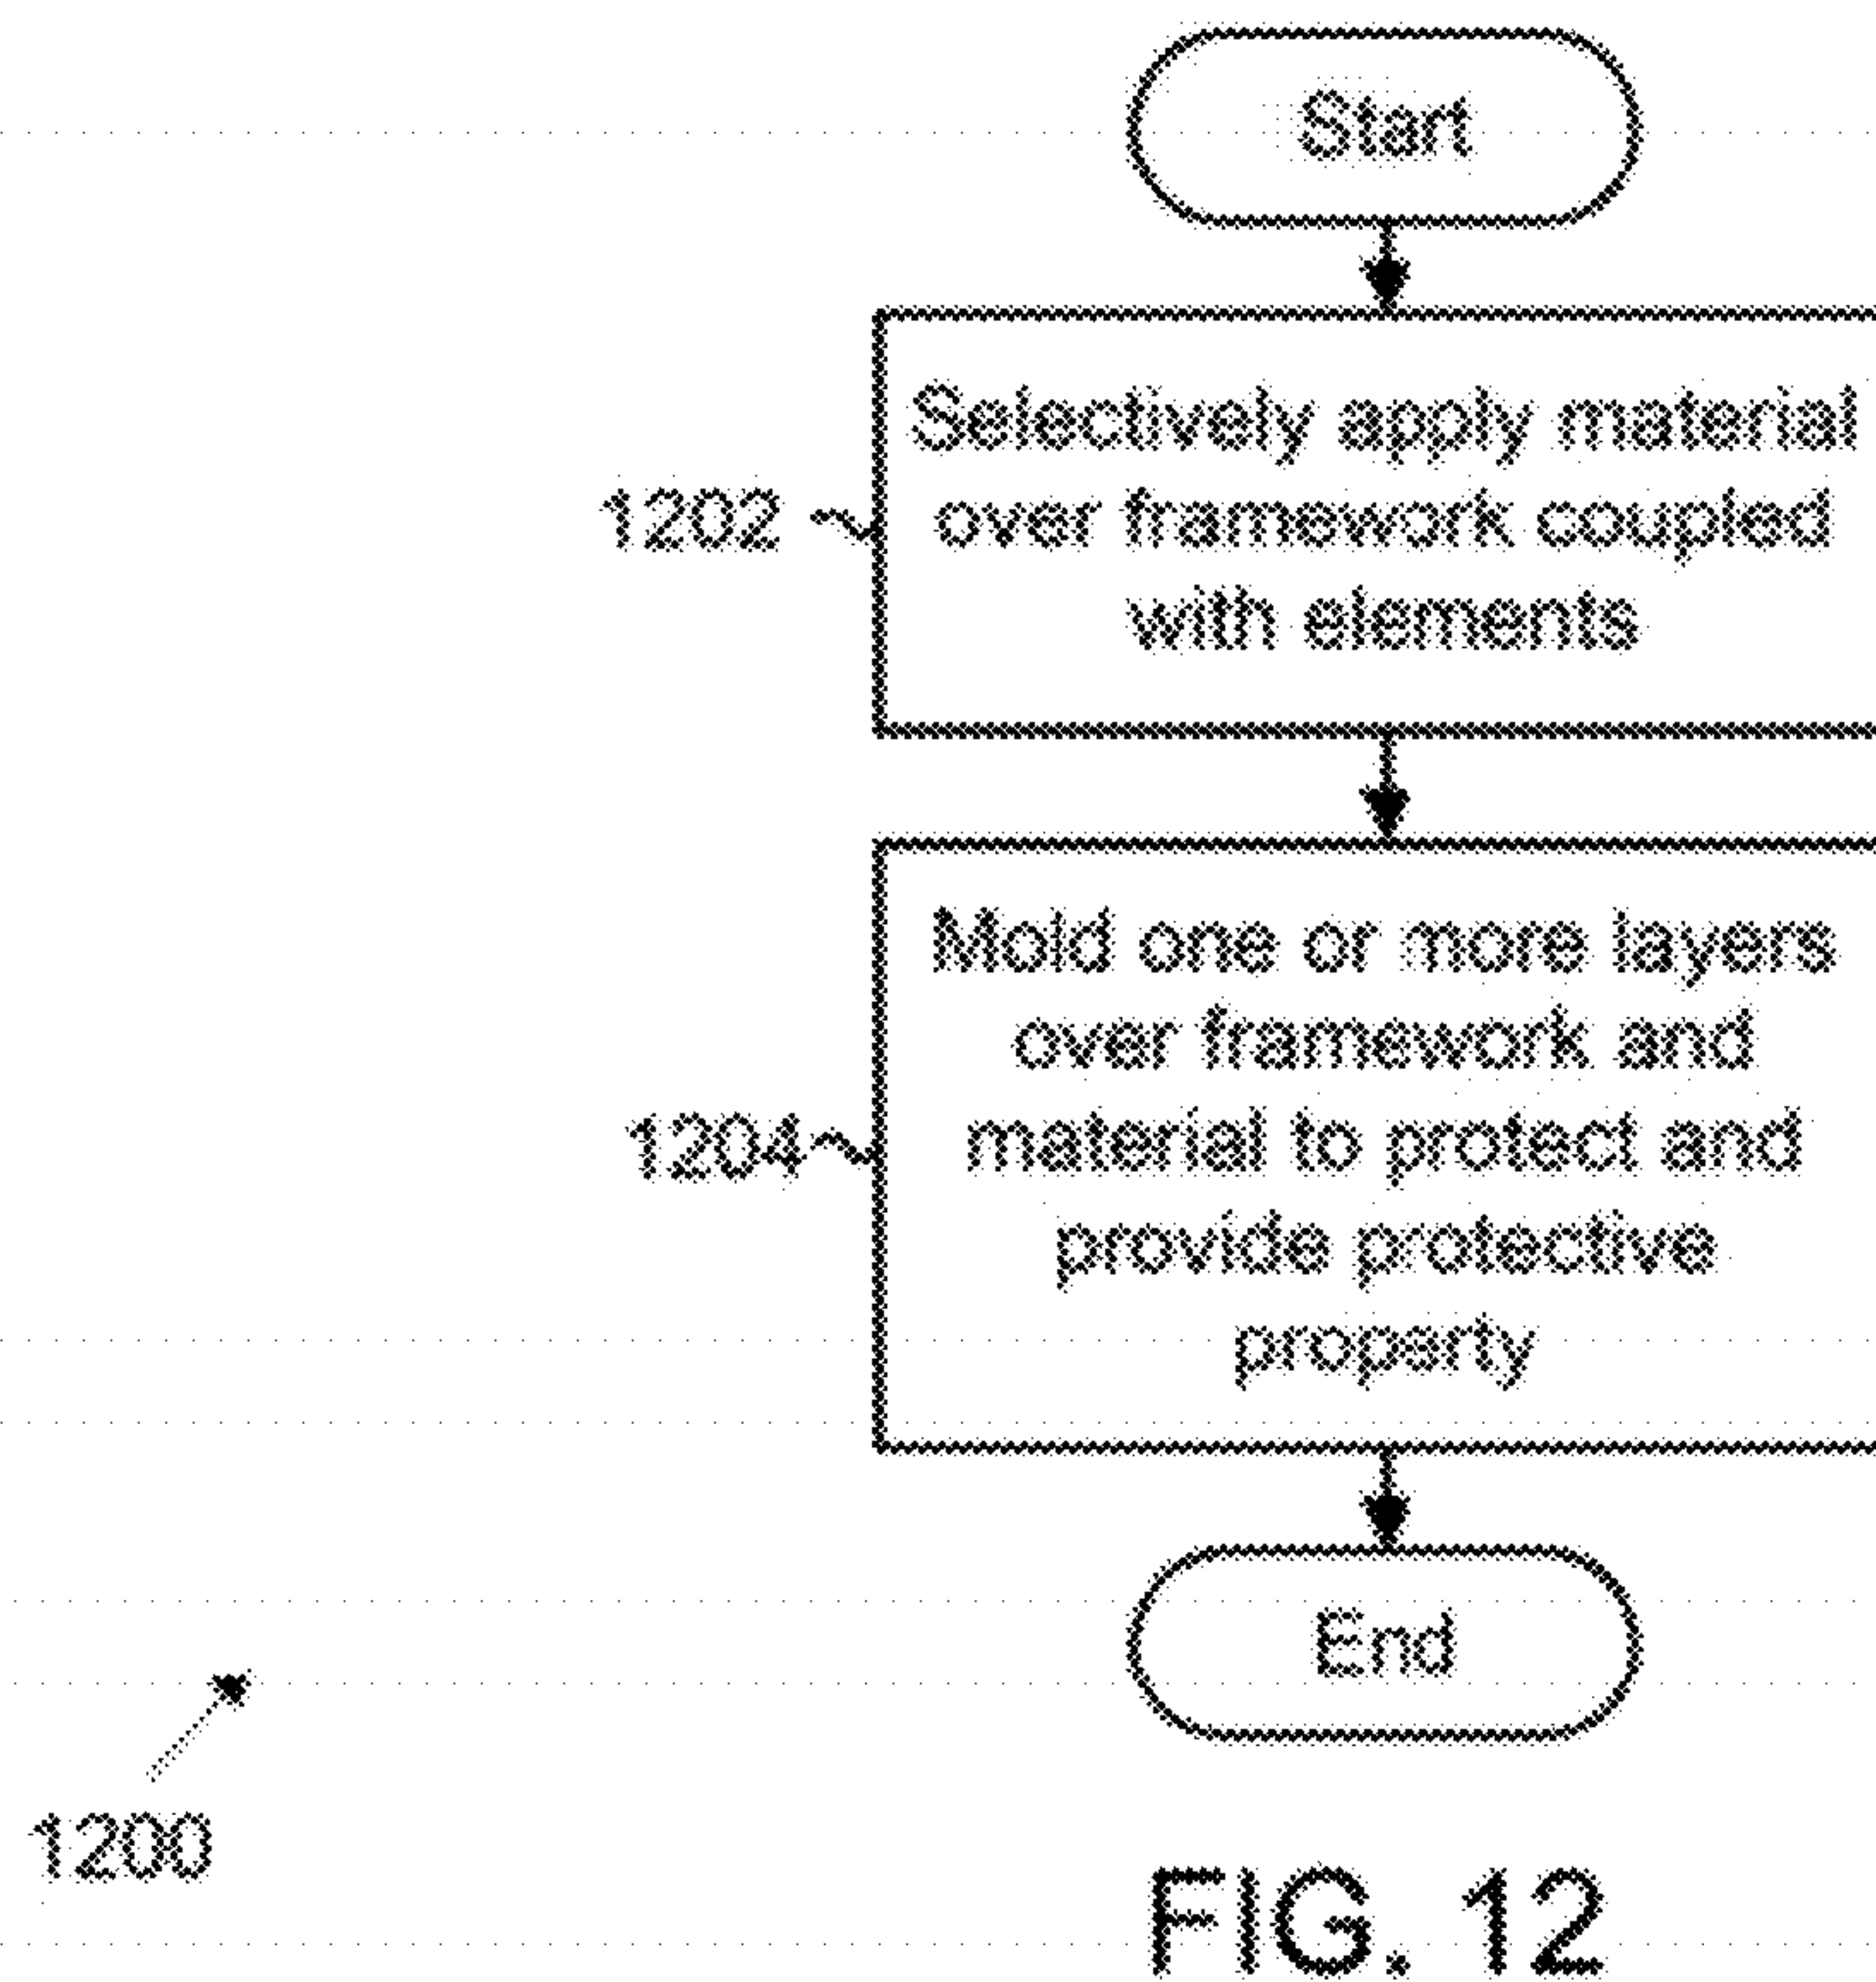 Start
Selectively apply material
over framework coupled
with elements
1202
Mold one or more layers
over framework and
material to protect and
provide protective
property
1204
End
1200
FIG. 12